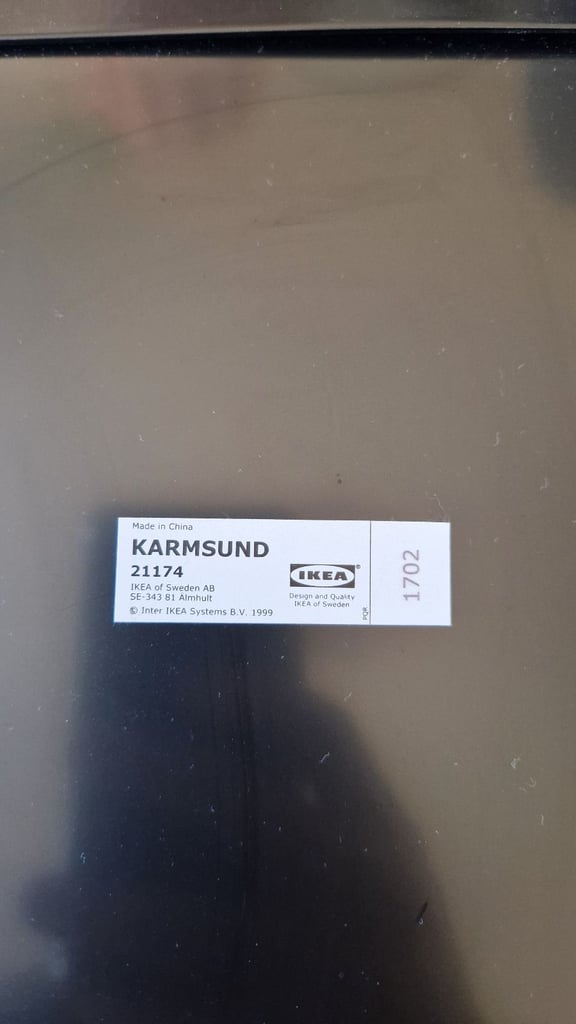 Made in China
KARMSUND
21174
IKEA of Sweden AB
SE-343 81 Älmhult
© Inter IKEA Systems B.V. 1999
IKEA®
Design and Quality
IKEA of Sweden
PQR
1702